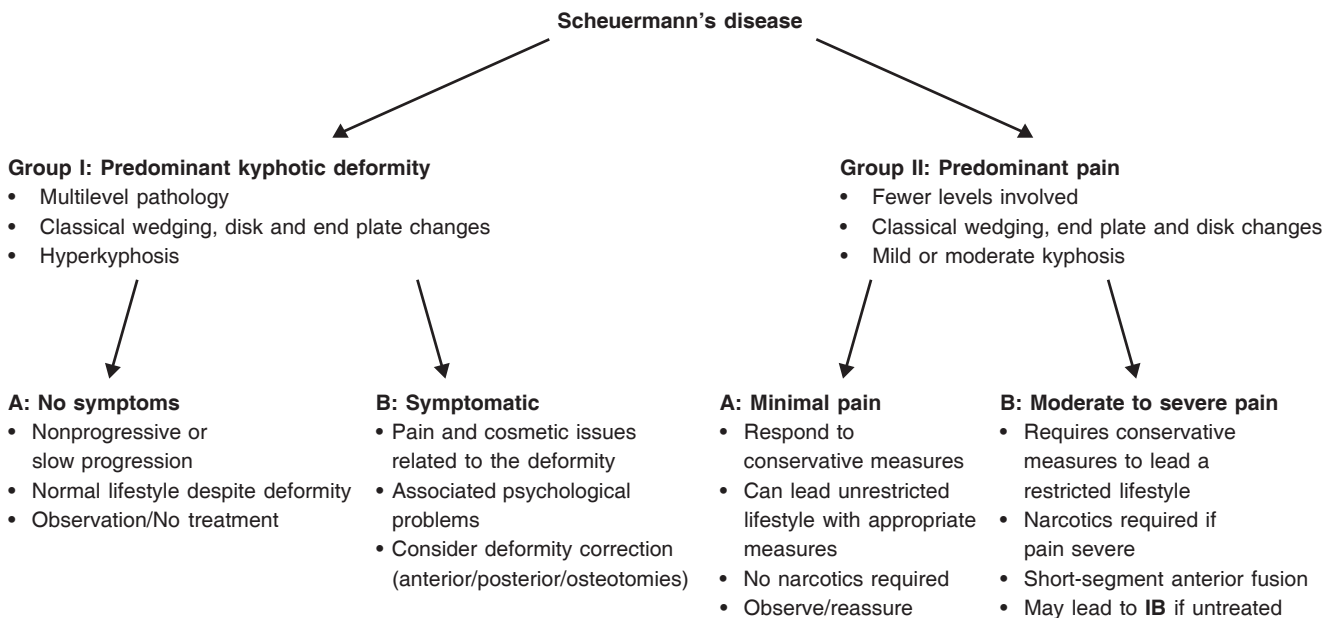 Scheuermann's disease
Group I: Predominant kyphotic deformity
• Multilevel pathology
• Classical wedging, disk and end plate changes
• Hyperkyphosis
Group II: Predominant pain
• Fewer levels involved
• Classical wedging, end plate and disk changes
• Mild or moderate kyphosis
A: No symptoms
• Nonprogressive or
slow progression
• Normal lifestyle despite deformity
• Observation/No treatment
B: Symptomatic
• Pain and cosmetic issues
related to the deformity
• Associated psychological
problems
• Consider deformity correction
(anterior/posterior/osteotomies)
A: Minimal pain
• Respond to
conservative measures
• Can lead unrestricted
lifestyle with appropriate
measures
• No narcotics required
• Observe/reassure
B: Moderate to severe pain
• Requires conservative
measures to lead a
restricted lifestyle
• Narcotics required if
pain severe
• Short-segment anterior fusion
• May lead to IB if untreated